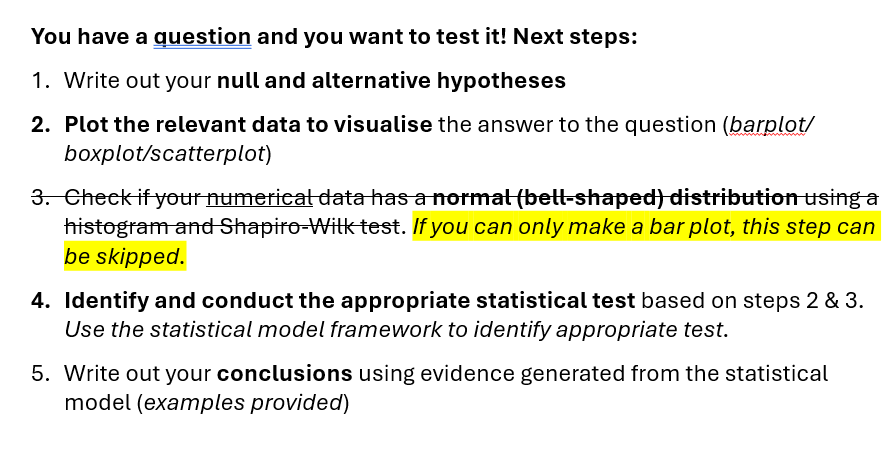 You have a question and you want to test it! Next steps:
1. Write out your null and alternative hypotheses
2. Plot the relevant data to visualise the answer to the question (barplot/
boxplot/scatterplot)
3. Check if your numerical data has a normal (bell-shaped) distribution using a
histogram and Shapiro-Wilk test. If you can only make a bar plot, this step can
be skipped.
4. Identify and conduct the appropriate statistical test based on steps 2 & 3.
Use the statistical model framework to identify appropriate test.
5. Write out your conclusions using evidence generated from the statistical
model (examples provided)